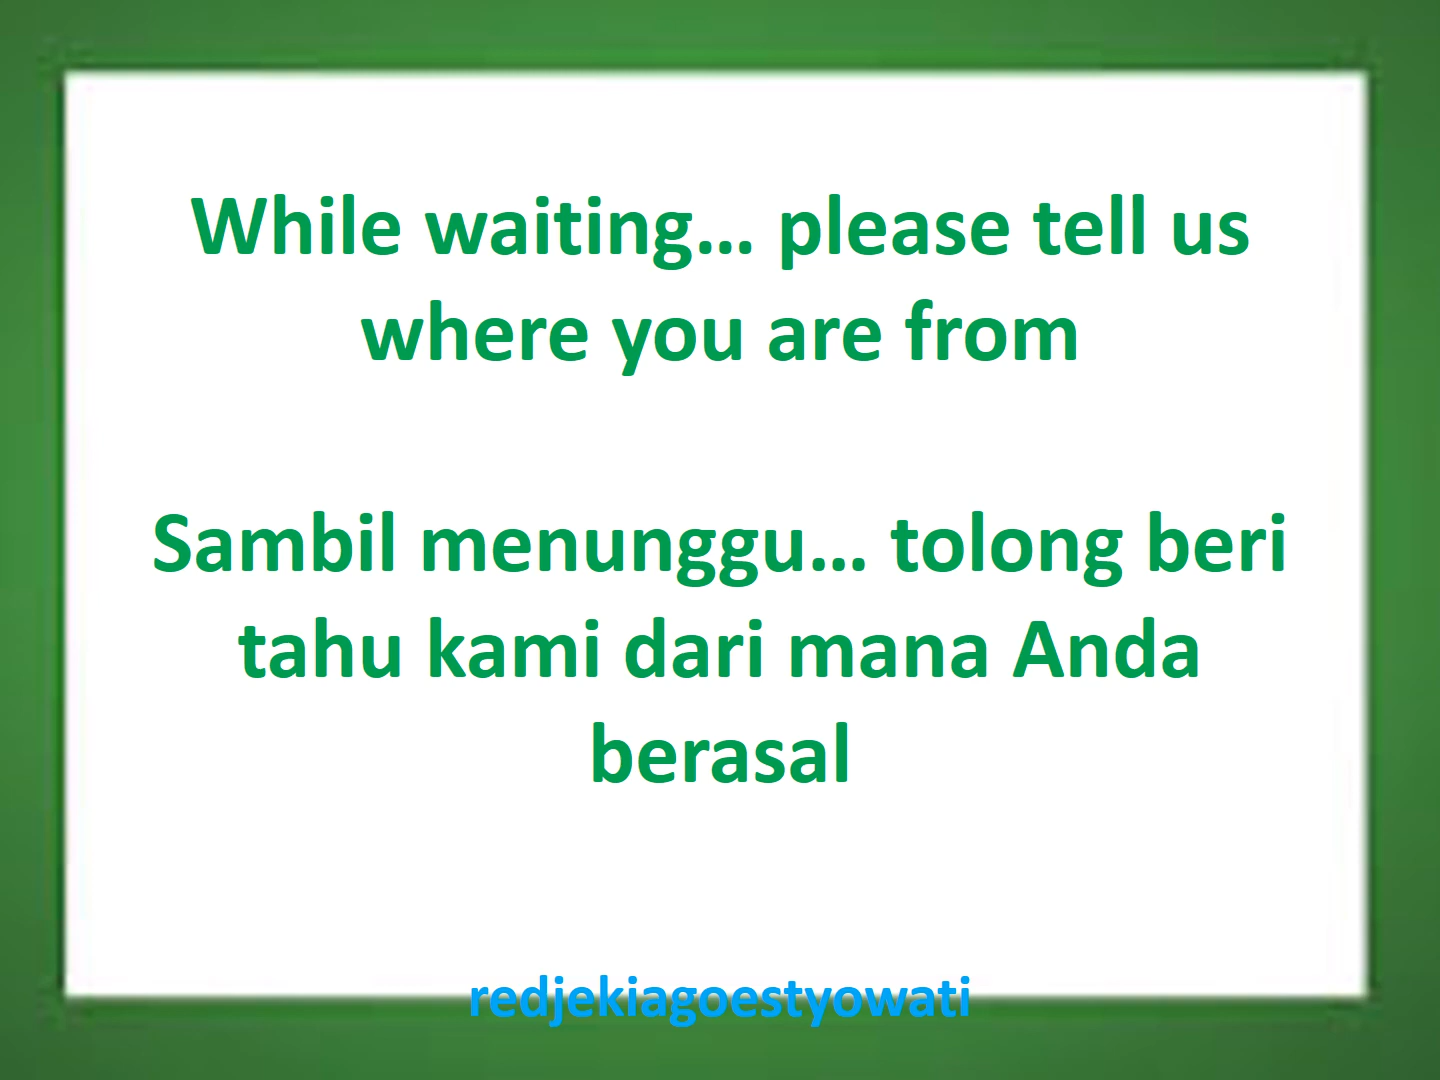 While waiting… please tell us
where you are from
Sambil menunggu… tolong beri
tahu kami dari mana Anda
berasal
redjekiagoestyowati